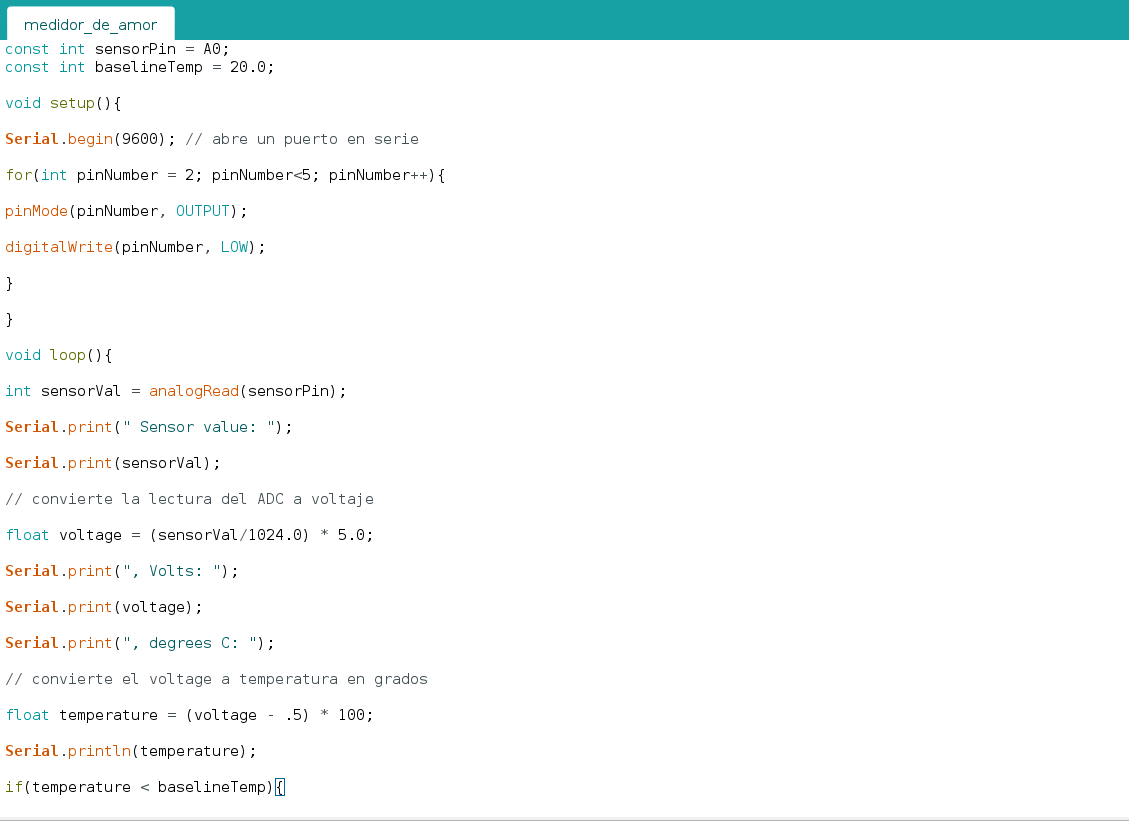 medidor_de_amor
const int sensorPin = A0;
const int baselineTemp = 20.0;
void setup(){
Serial.begin(9600); // abre un puerto en serie
for(int pinNumber = 2; pinNumber<5; pinNumber++){
pinMode(pinNumber, OUTPUT);
digitalWrite(pinNumber, LOW);
}
}
void loop(){
int sensorVal = analogRead(sensorPin);
Serial.print(" Sensor value: ");
Serial.print(sensorVal);
// convierte la lectura del ADC a voltaje
float voltage = (sensorVal/1024.0) * 5.0;
Serial.print(", Volts: ");
Serial.print(voltage);
Serial.print(", degrees C: ");
// convierte el voltage a temperatura en grados
float temperature = (voltage - .5) * 100;
Serial.println(temperature);
if(temperature < baselineTemp){